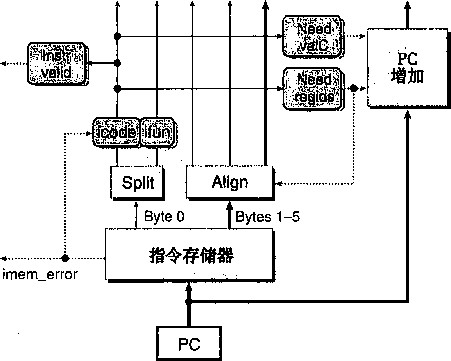 Need
valC
Instr
valid
PC
增加
Need
regids
icode
ifun
Split
Align
Byte 0
Bytes 1–5
指令存储器
imem_error
PC